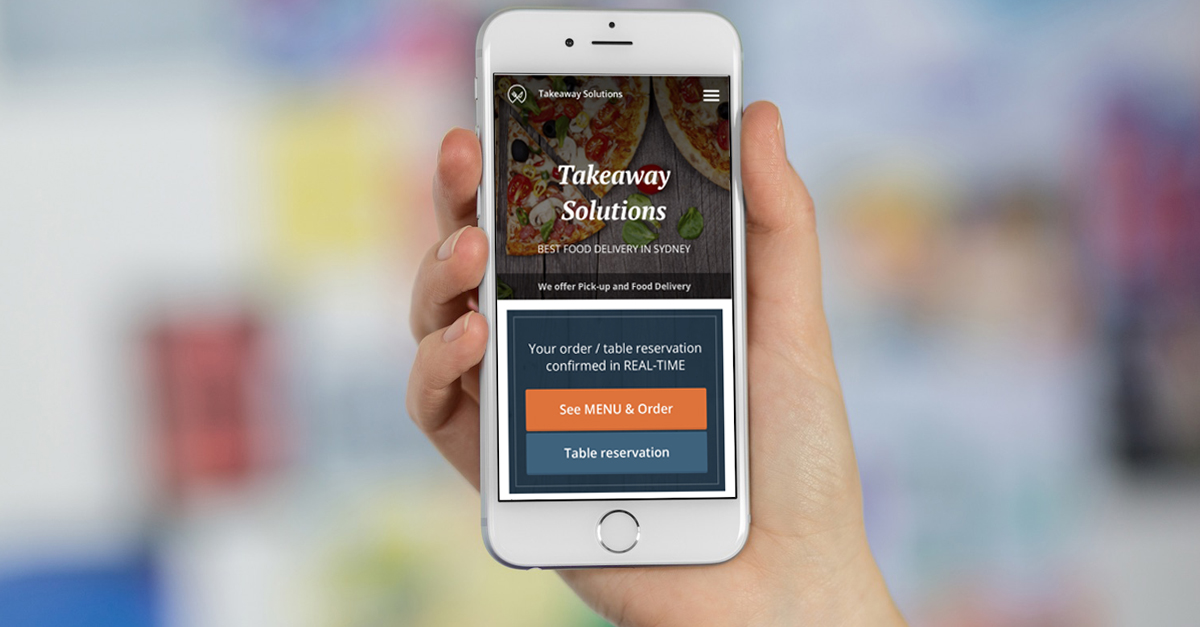 Takeaway Solutions
Takeaway
Solutions
BEST FOOD DELIVERY IN SYDNEY
We offer Pick-up and Food Delivery
Your order / table reservation
confirmed in REAL-TIME
See MENU & Order
Table reservation